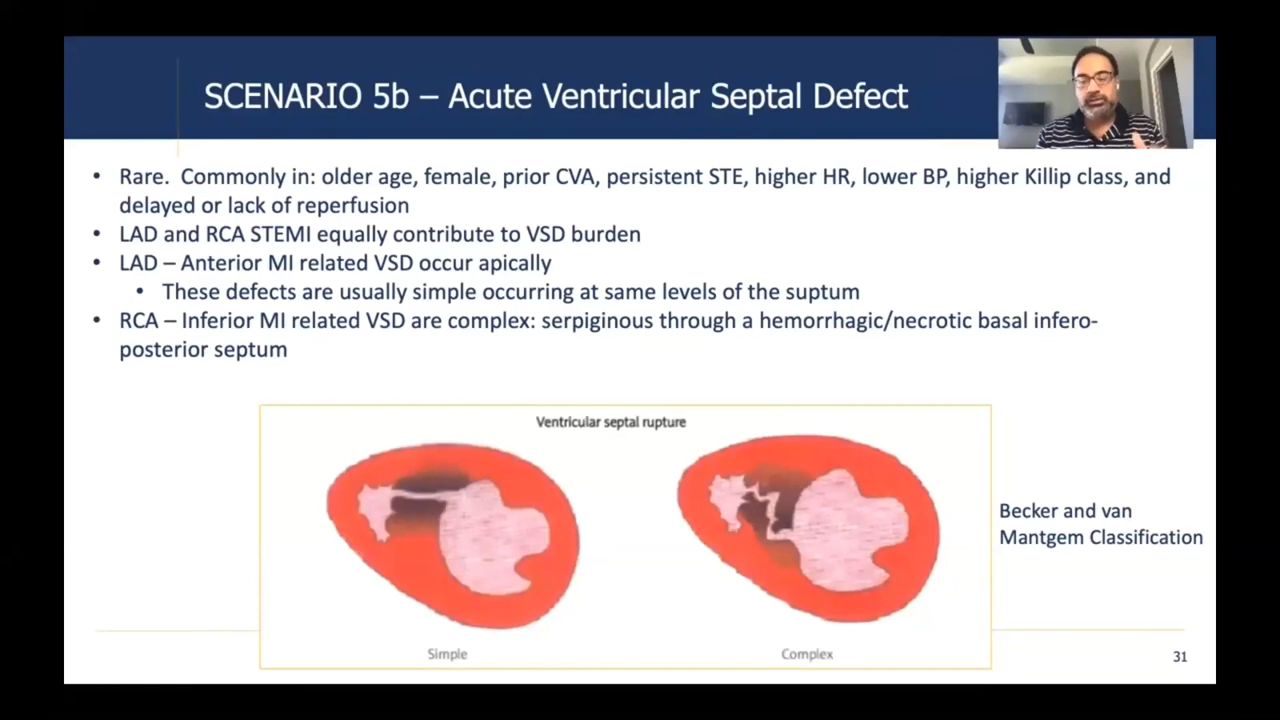 SCENARIO 5b – Acute Ventricular Septal Defect
• Rare. Commonly in: older age, female, prior CVA, persistent STE, higher HR, lower BP, higher Killip class, and
delayed or lack of reperfusion
• LAD and RCA STEMI equally contribute to VSD burden
• LAD – Anterior MI related VSD occur apically
• These defects are usually simple occurring at same levels of the suptum
• RCA – Inferior MI related VSD are complex: serpiginous through a hemorrhagic/necrotic basal infero-
posterior septum
Ventricular septal rupture
Becker and van
Mantgem Classification
Simple
Complex
31